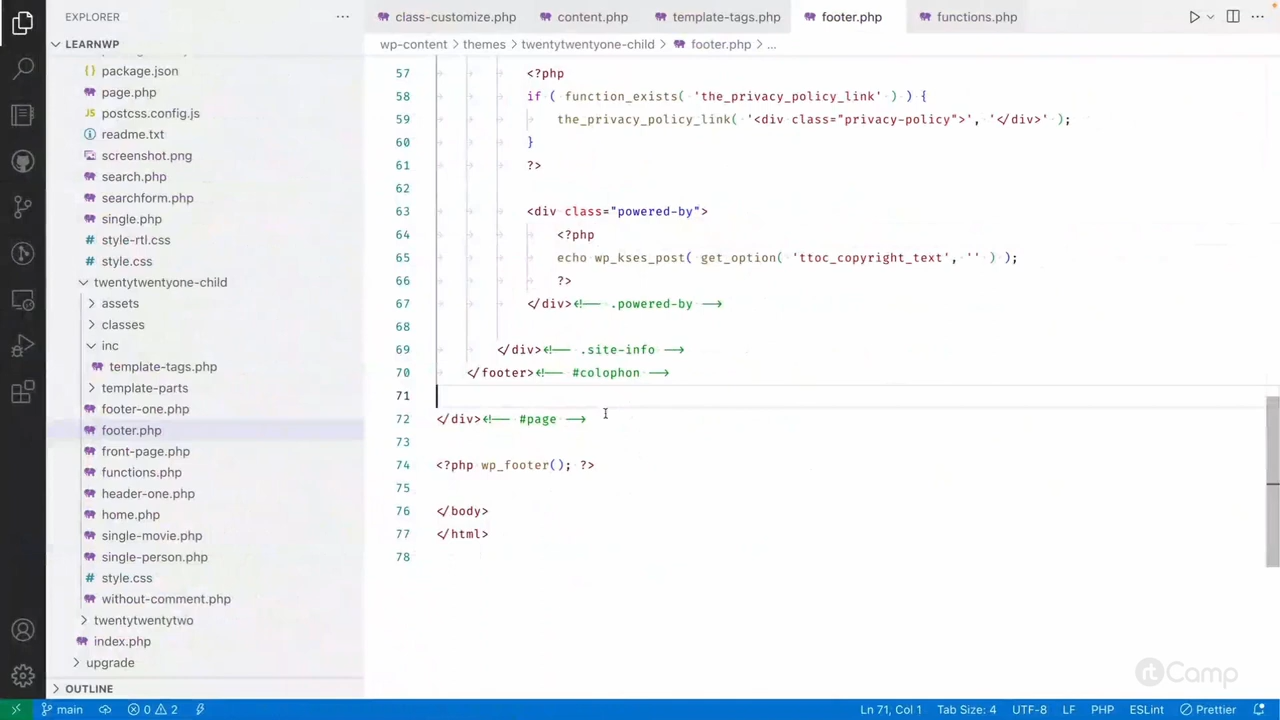 EXPLORER
LEARNWP
package.json
page.php
postcss.config.js
readme.txt
screenshot.png
search.php
searchform.php
single.php
style-rtl.css
style.css
twentytwentyone-child
assets
classes
inc
template-tags.php
template-parts
footer-one.php
footer.php
front-page.php
functions.php
header-one.php
home.php
single-movie.php
single-person.php
style.css
without-comment.php
twentytwentytwo
index.php
upgrade
OUTLINE
class-customize.php content.php template-tags.php footer.php functions.php
wp-content > themes > twentytwentyone-child > footer.php > ...
57 <?php
58 if ( function_exists( 'the_privacy_policy_link' ) ) {
59 the_privacy_policy_link( '<div class="privacy-policy">', '</div>' );
60 }
61 ?>
62
63 <div class="powered-by">
64 <?php
65 echo wp_kses_post( get_option( 'ttoc_copyright_text', '' ) );
66 ?>
67 </div><!-- .powered-by -->
68
69 </div><!-- .site-info -->
70 </footer><!-- #colophon -->
71
72 </div><!-- #page -->
73
74 <?php wp_footer(); ?>
75
76 </body>
77 </html>
78
rtCamp
main 0 2 Ln 71, Col 1 Tab Size: 4 UTF-8 LF PHP ESLint Prettier